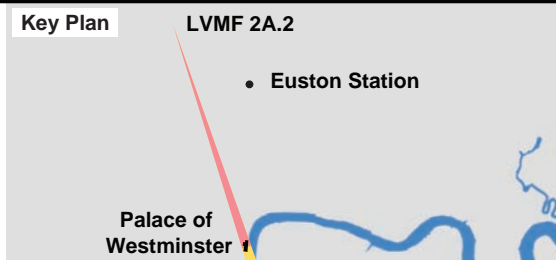 Key Plan
LVMF 2A.2
Euston Station
Palace of
Westminster